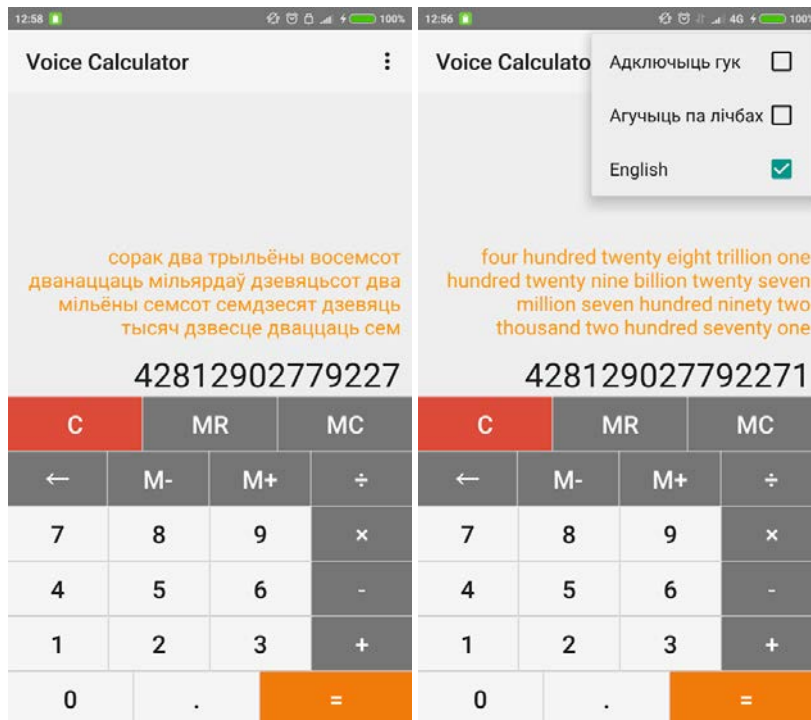 12:58
100%
Voice Calculator
сорак два трыльёны восемсот
дванаццаць мільярдаў дзевяцьсот два
мільёны семсот семдзесят дзевяць
тысяч дзвесце дваццаць сем
42812902779227
C MR MC
← M- M+ ÷
7 8 9 ×
4 5 6 -
1 2 3 +
0 . =
12:56
4G 100%
Voice Calculato
Адключыць гук
Агучыць па лічбах
English
four hundred twenty eight trillion one
hundred twenty nine billion twenty seven
million seven hundred ninety two
thousand two hundred seventy one
428129027792271
C MR MC
← M- M+ ÷
7 8 9 ×
4 5 6 -
1 2 3 +
0 . =